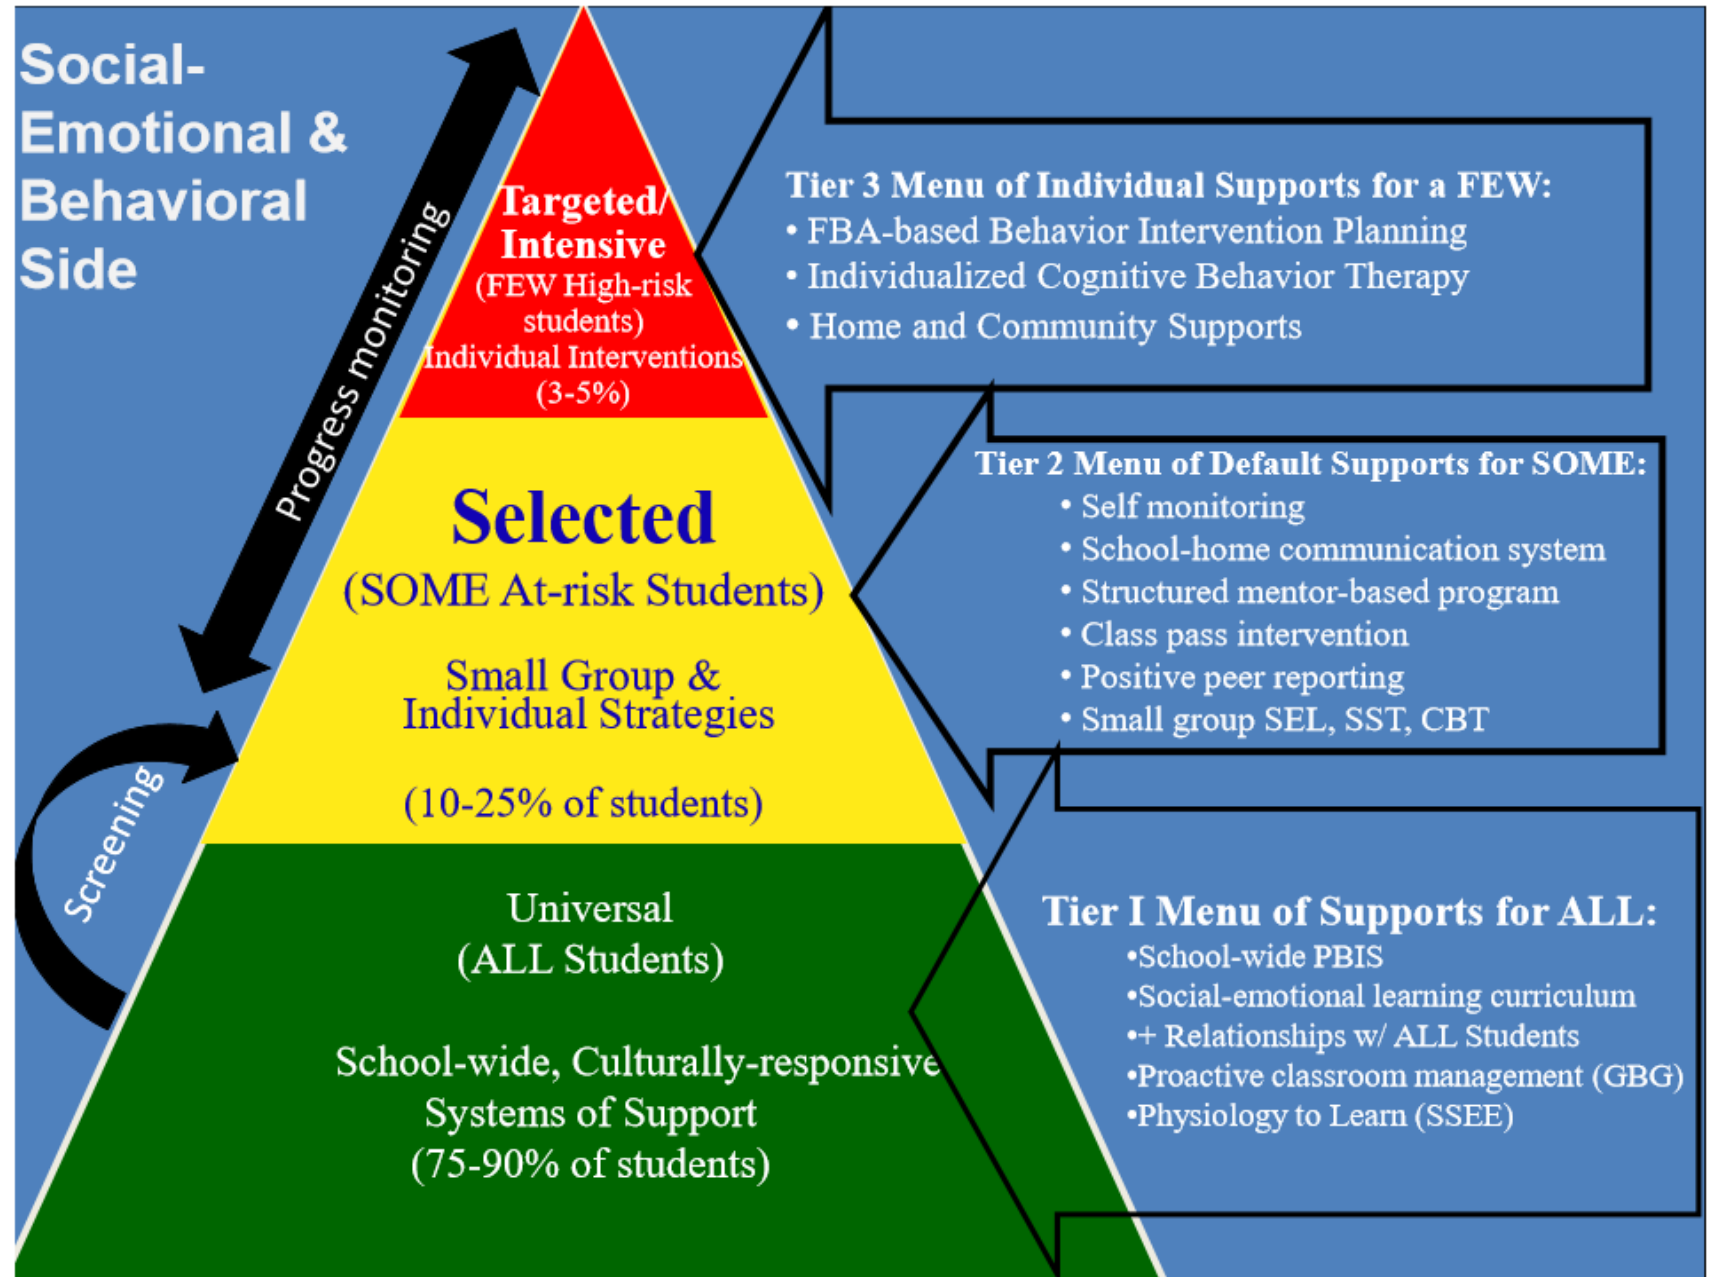 Social-
Emotional &
Behavioral
Side
Progress monitoring
Screening
Targeted/
Intensive
(FEW High-risk
students)
Individual Interventions
(3-5%)
Selected
(SOME At-risk Students)
Small Group &
Individual Strategies
(10-25% of students)
Universal
(ALL Students)
School-wide, Culturally-responsive
Systems of Support
(75-90% of students)
Tier 3 Menu of Individual Supports for a FEW:
• FBA-based Behavior Intervention Planning
• Individualized Cognitive Behavior Therapy
• Home and Community Supports
Tier 2 Menu of Default Supports for SOME:
• Self monitoring
• School-home communication system
• Structured mentor-based program
• Class pass intervention
• Positive peer reporting
• Small group SEL, SST, CBT
Tier I Menu of Supports for ALL:
•School-wide PBIS
•Social-emotional learning curriculum
•+ Relationships w/ ALL Students
•Proactive classroom management (GBG)
•Physiology to Learn (SSEE)